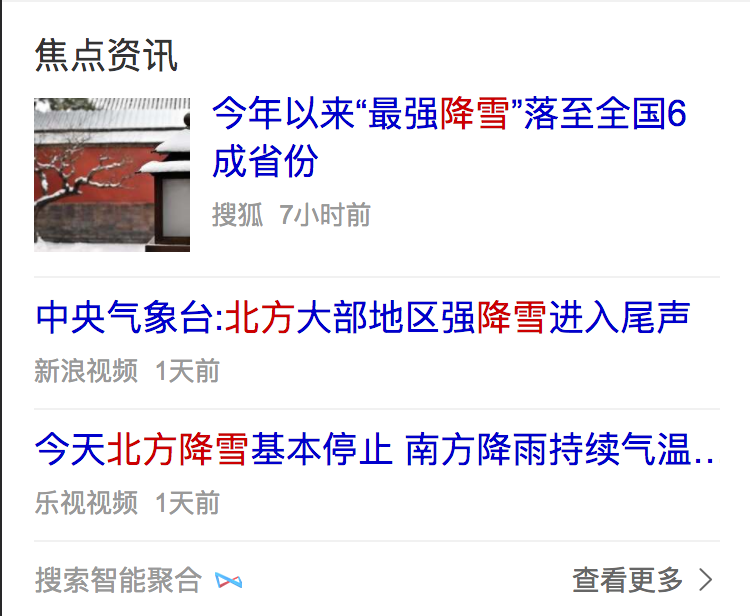 焦点资讯
今年以来“最强降雪”落至全国6
成省份
搜狐 7小时前
中央气象台:北方大部地区强降雪进入尾声
新浪视频 1天前
今天北方降雪基本停止 南方降雨持续气温..
乐视视频 1天前
搜索智能聚合
查看更多